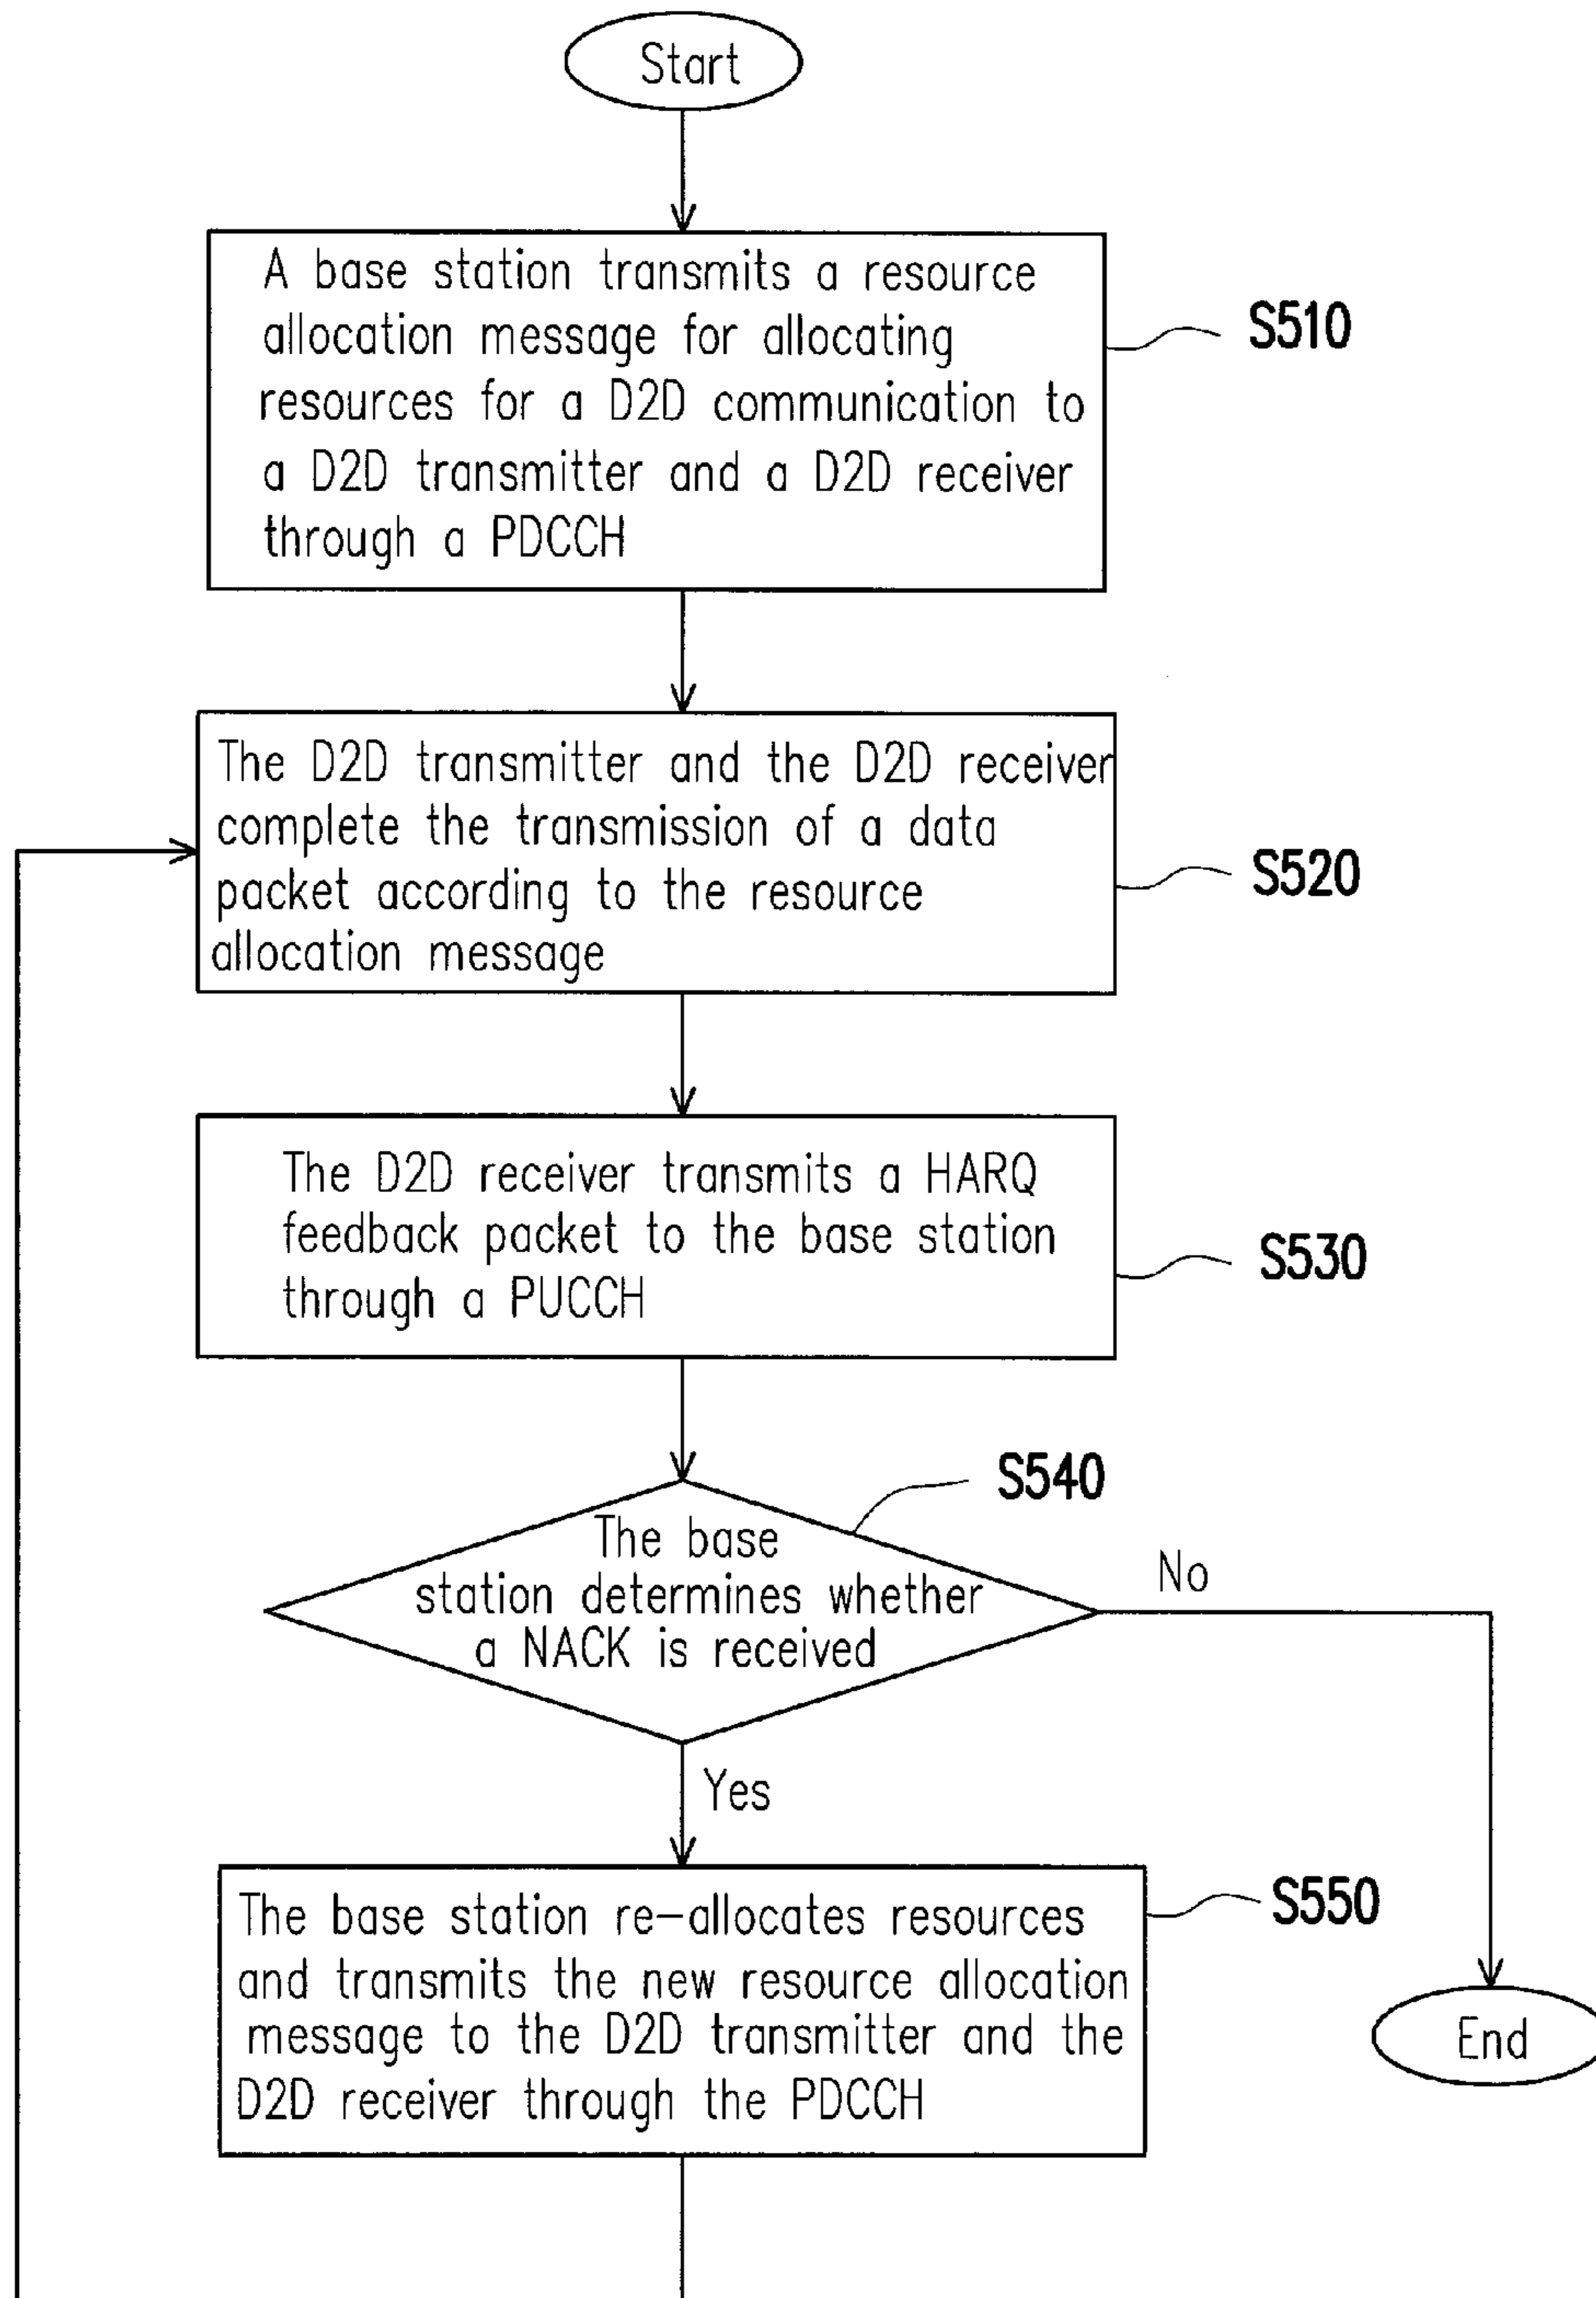 Start
A base station transmits a resource
allocation message for allocating
resources for a D2D communication to
a D2D transmitter and a D2D receiver
through a PDCCH
S510
The D2D transmitter and the D2D receiver
complete the transmission of a data
packet according to the resource
allocation message
S520
The D2D receiver transmits a HARQ
feedback packet to the base station
through a PUCCH
S530
S540
The base
station determines whether
a NACK is received
No
Yes
The base station re-allocates resources
and transmits the new resource allocation
message to the D2D transmitter and the
D2D receiver through the PDCCH
S550
End